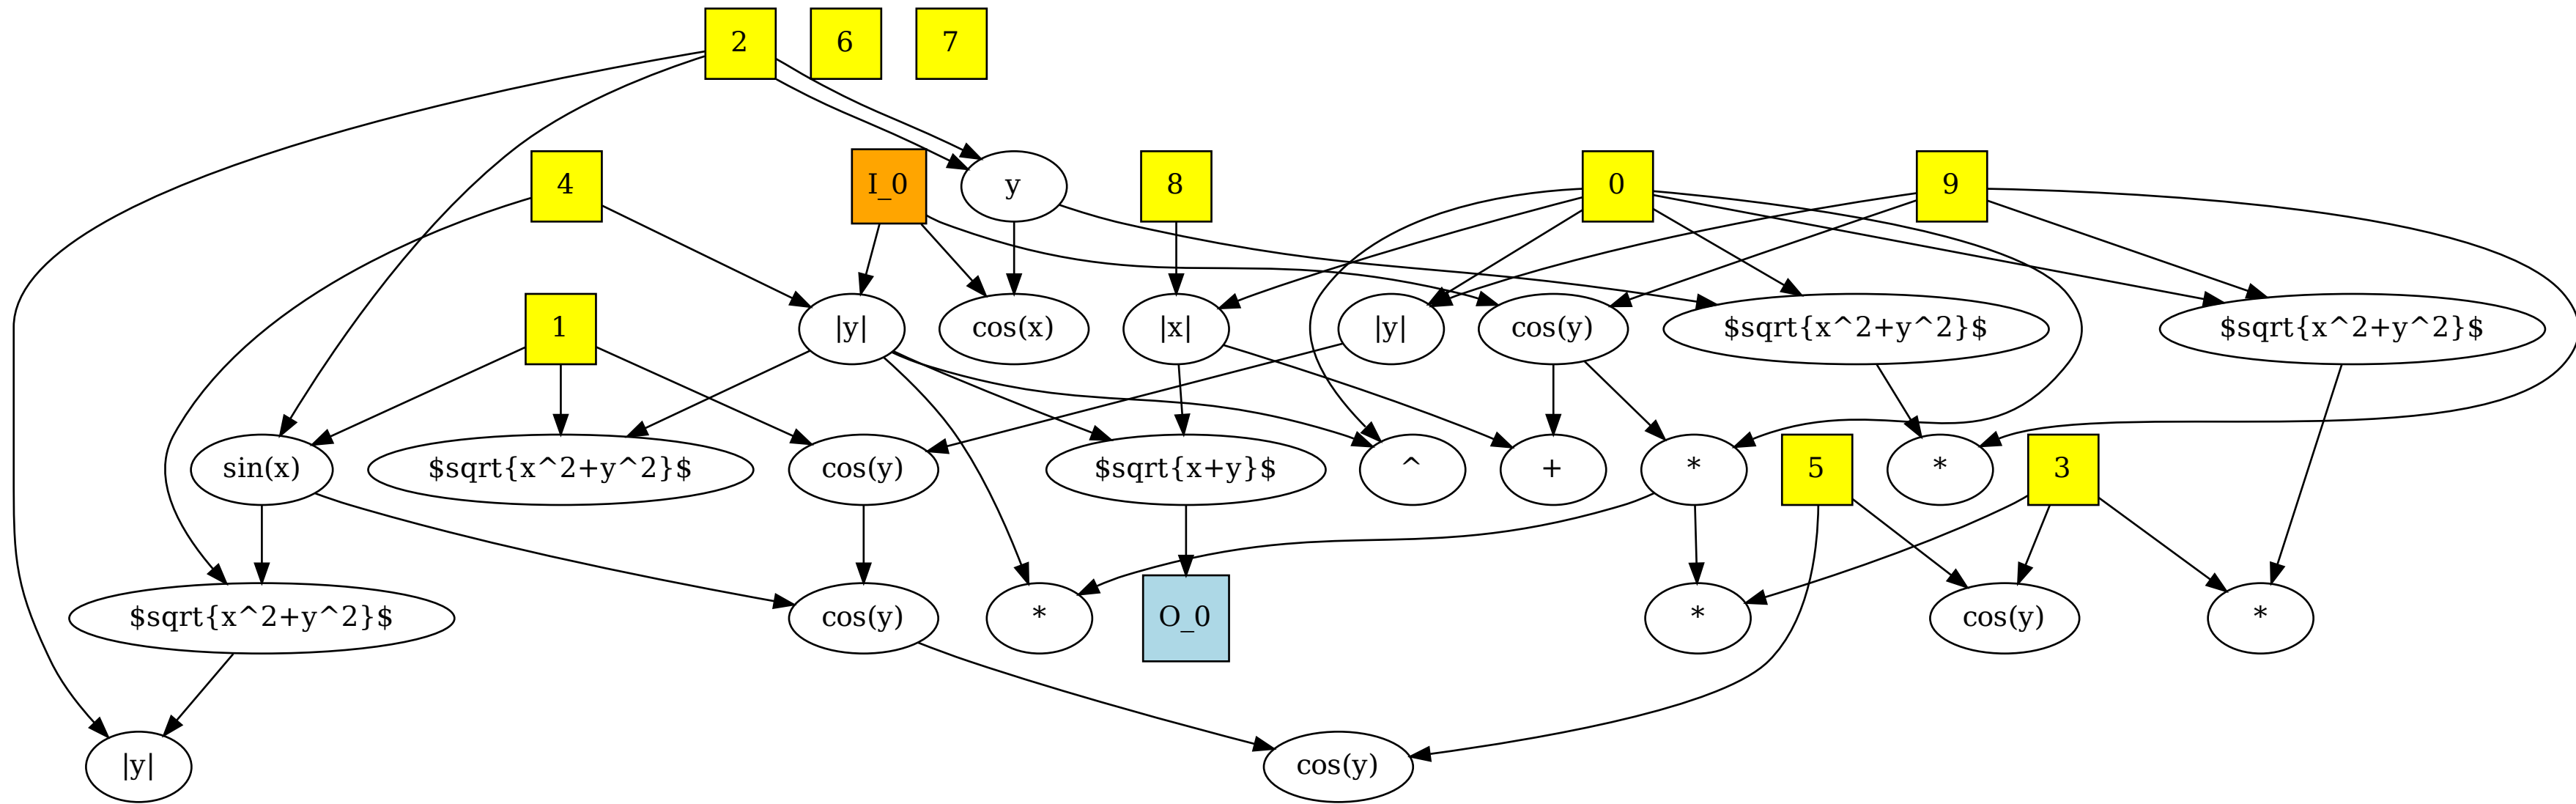 2
6
7
4
I_0
y
8
0
9
1
|y|
cos(x)
|x|
|y|
cos(y)
$sqrt{x^2+y^2}$
$sqrt{x^2+y^2}$
sin(x)
$sqrt{x^2+y^2}$
cos(y)
$sqrt{x+y}$
^
+
*
5
*
3
$sqrt{x^2+y^2}$
cos(y)
*
O_0
*
cos(y)
*
|y|
cos(y)